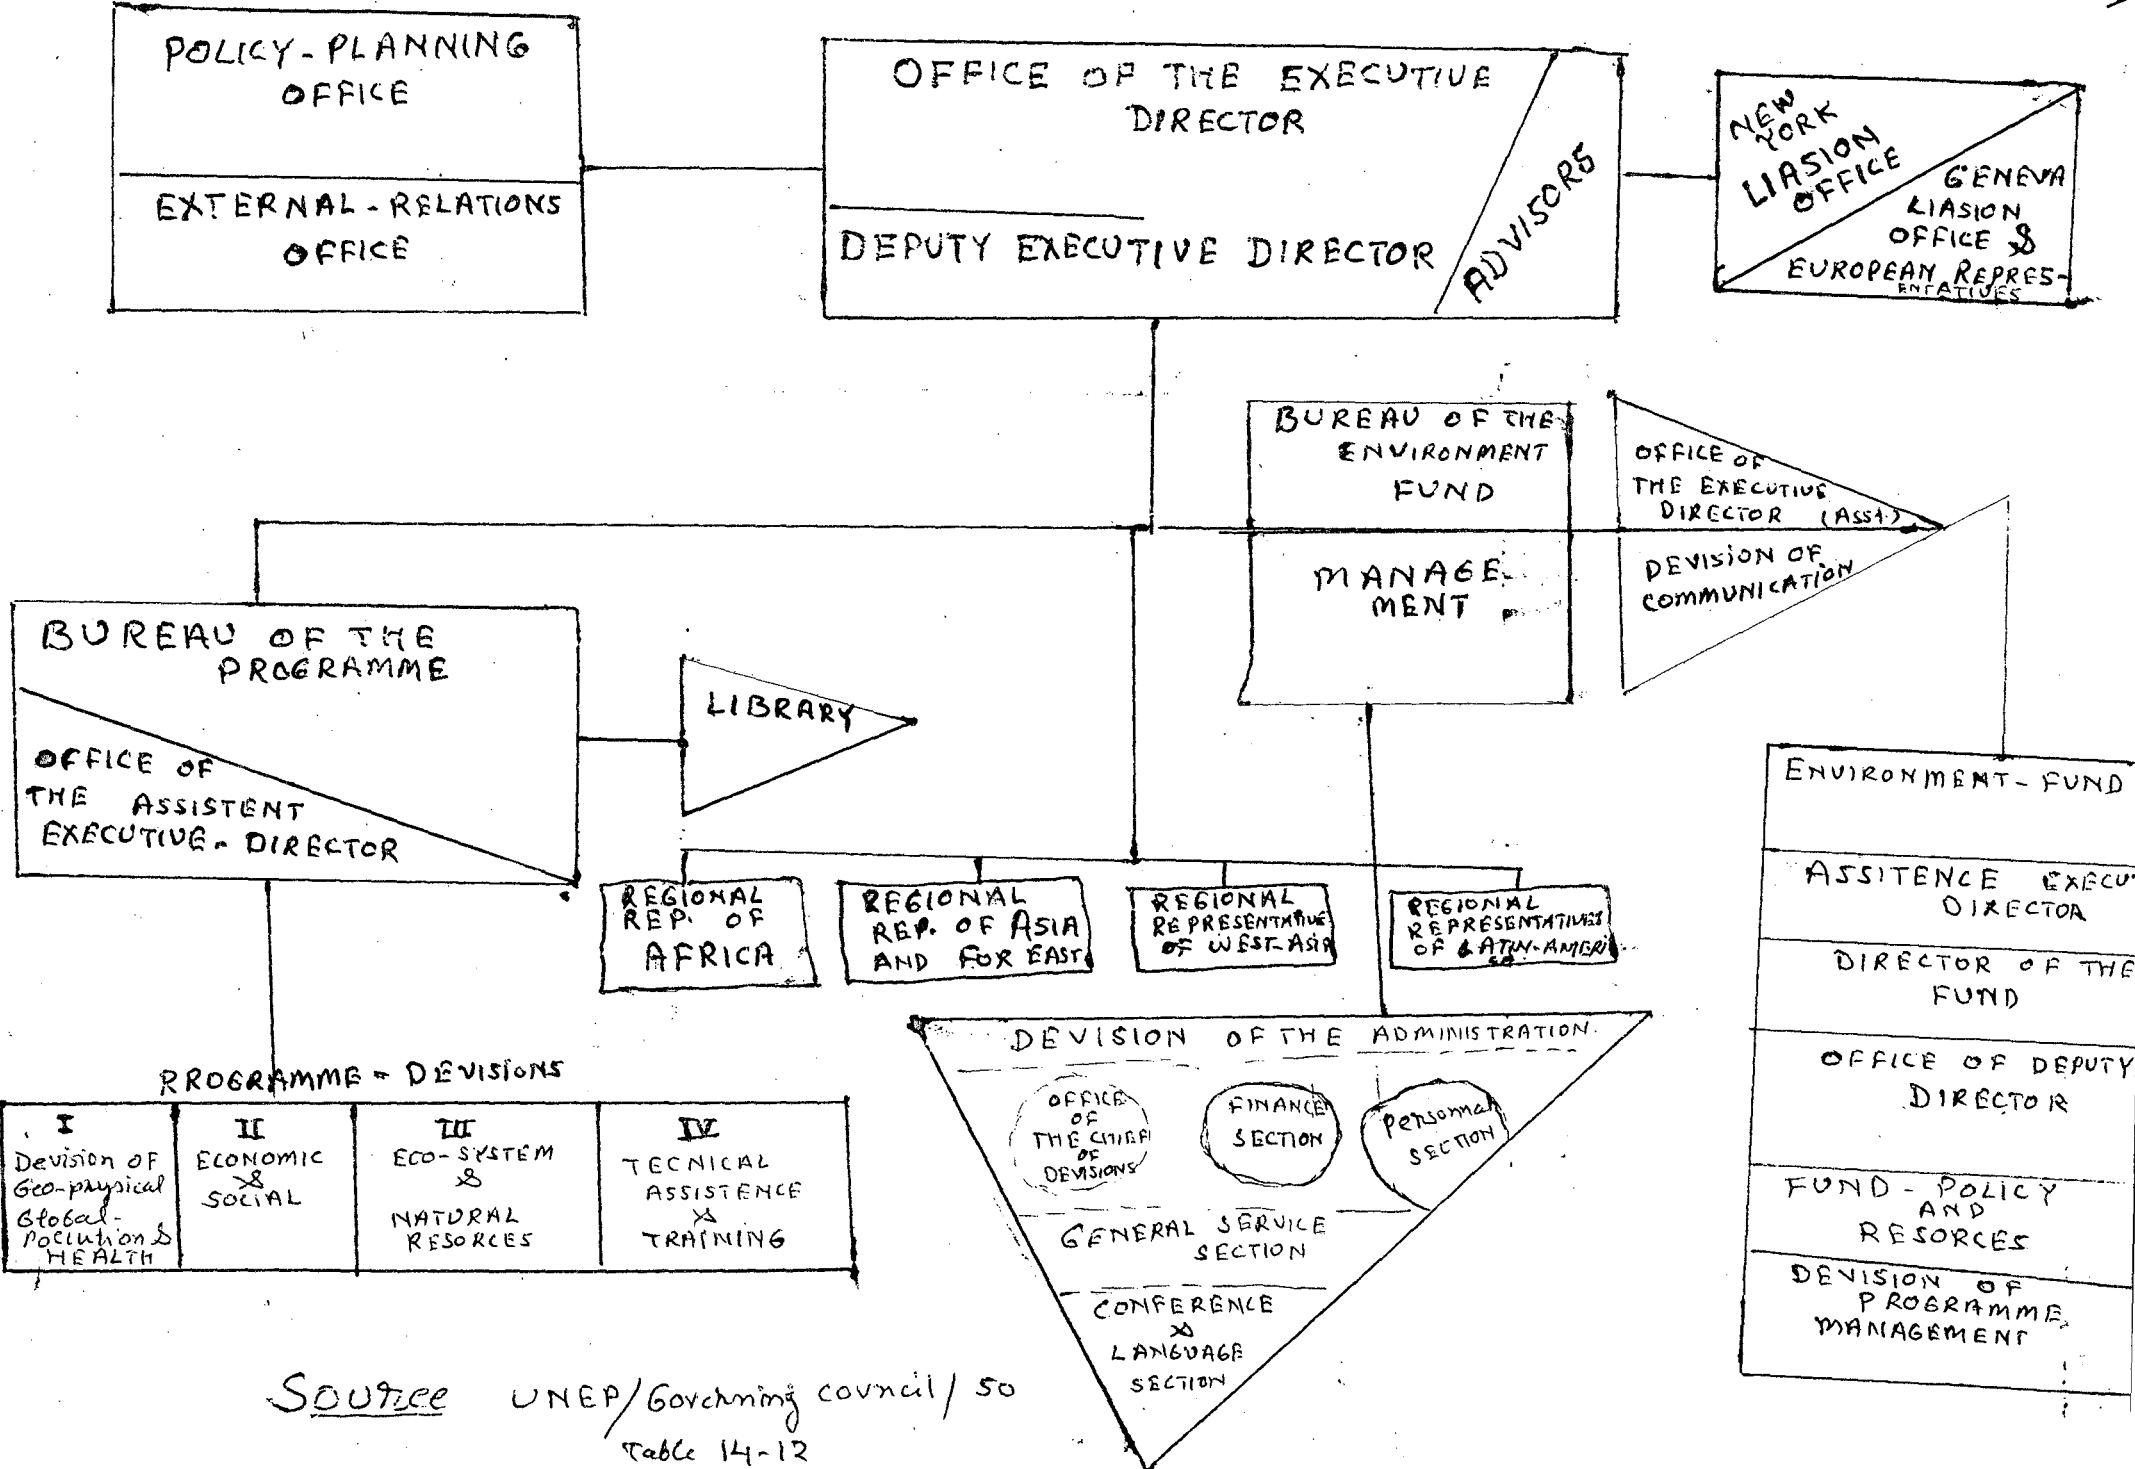 POLICY-PLANNING
OFFICE
EXTERNAL-RELATIONS
OFFICE
OFFICE OF THE EXECUTIVE
DIRECTOR
DEPUTY EXECUTIVE DIRECTOR
ADVISORS
NEW
YORK
LIASION
OFFICE
GENEVA
LIASION
OFFICE &
EUROPEAN REPRES-
ENTATIVES
BUREAU OF THE
ENVIRONMENT
FUND
MANAGE-
MENT
OFFICE OF
THE EXECUTIVE
DIRECTOR (ASST.)
DEVISION OF
COMMUNICATION
BUREAU OF THE
PROGRAMME
OFFICE OF
THE ASSISTENT
EXECUTIVE-DIRECTOR
LIBRARY
REGIONAL
REP. OF
AFRICA
REGIONAL
REP. OF ASIA
AND FOR EAST
REGIONAL
REPRESENTATIVE
OF WEST-ASIA
REGIONAL
REPRESENTATIVES
OF LATIN-AMERI
CA
ENVIRONMENT-FUND
ASSITENCE EXECUT
DIRECTOR
DIRECTOR OF THE
FUND
OFFICE OF DEPUTY
DIRECTOR
FUND-POLICY
AND
RESORCES
DEVISION OF
PROGRAMME
MANAGEMENT
PROGRAMME-DEVISIONS
I
Devision OF
Geo-physical
Global-
Pollution &
HEALTH
II
ECONOMIC
&
SOCIAL
III
ECO-SYSTEM
&
NATURAL
RESORCES
IV
TECNICAL
ASSISTENCE
&
TRAINING
DEVISION OF THE ADMINISTRATION.
OFFICE
OF
THE CHIEF
OF
DEVISIONS
FINANCE
SECTION
Personnal
SECTION
GENERAL SERVICE
SECTION
CONFERENCE
&
LANGUAGE
SECTION
Source UNEP/Governing council/50
Table 14-12